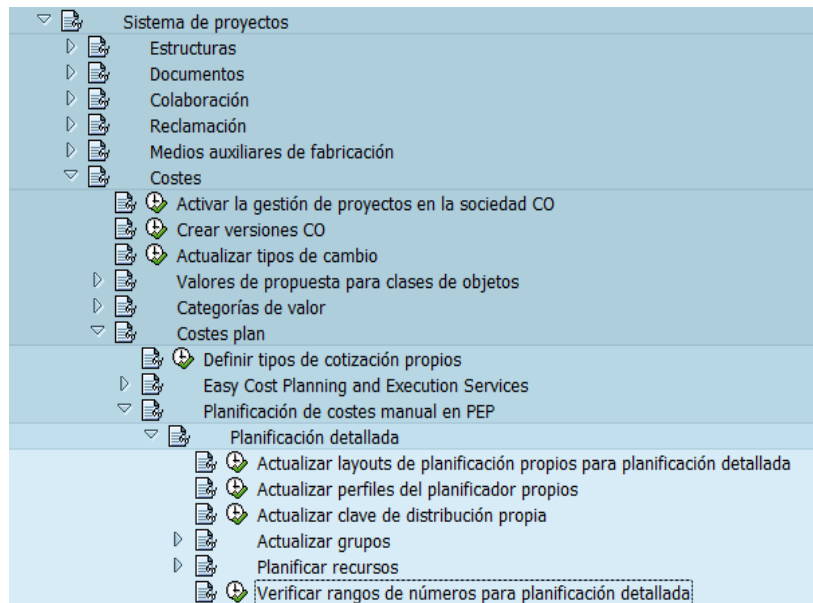 Sistema de proyectos
Estructuras
Documentos
Colaboración
Reclamación
Medios auxiliares de fabricación
Costes
Activar la gestión de proyectos en la sociedad CO
Crear versiones CO
Actualizar tipos de cambio
Valores de propuesta para clases de objetos
Categorías de valor
Costes plan
Definir tipos de cotización propios
Easy Cost Planning and Execution Services
Planificación de costes manual en PEP
Planificación detallada
Actualizar layouts de planificación propios para planificación detallada
Actualizar perfiles del planificador propios
Actualizar clave de distribución propia
Actualizar grupos
Planificar recursos
Verificar rangos de números para planificación detallada